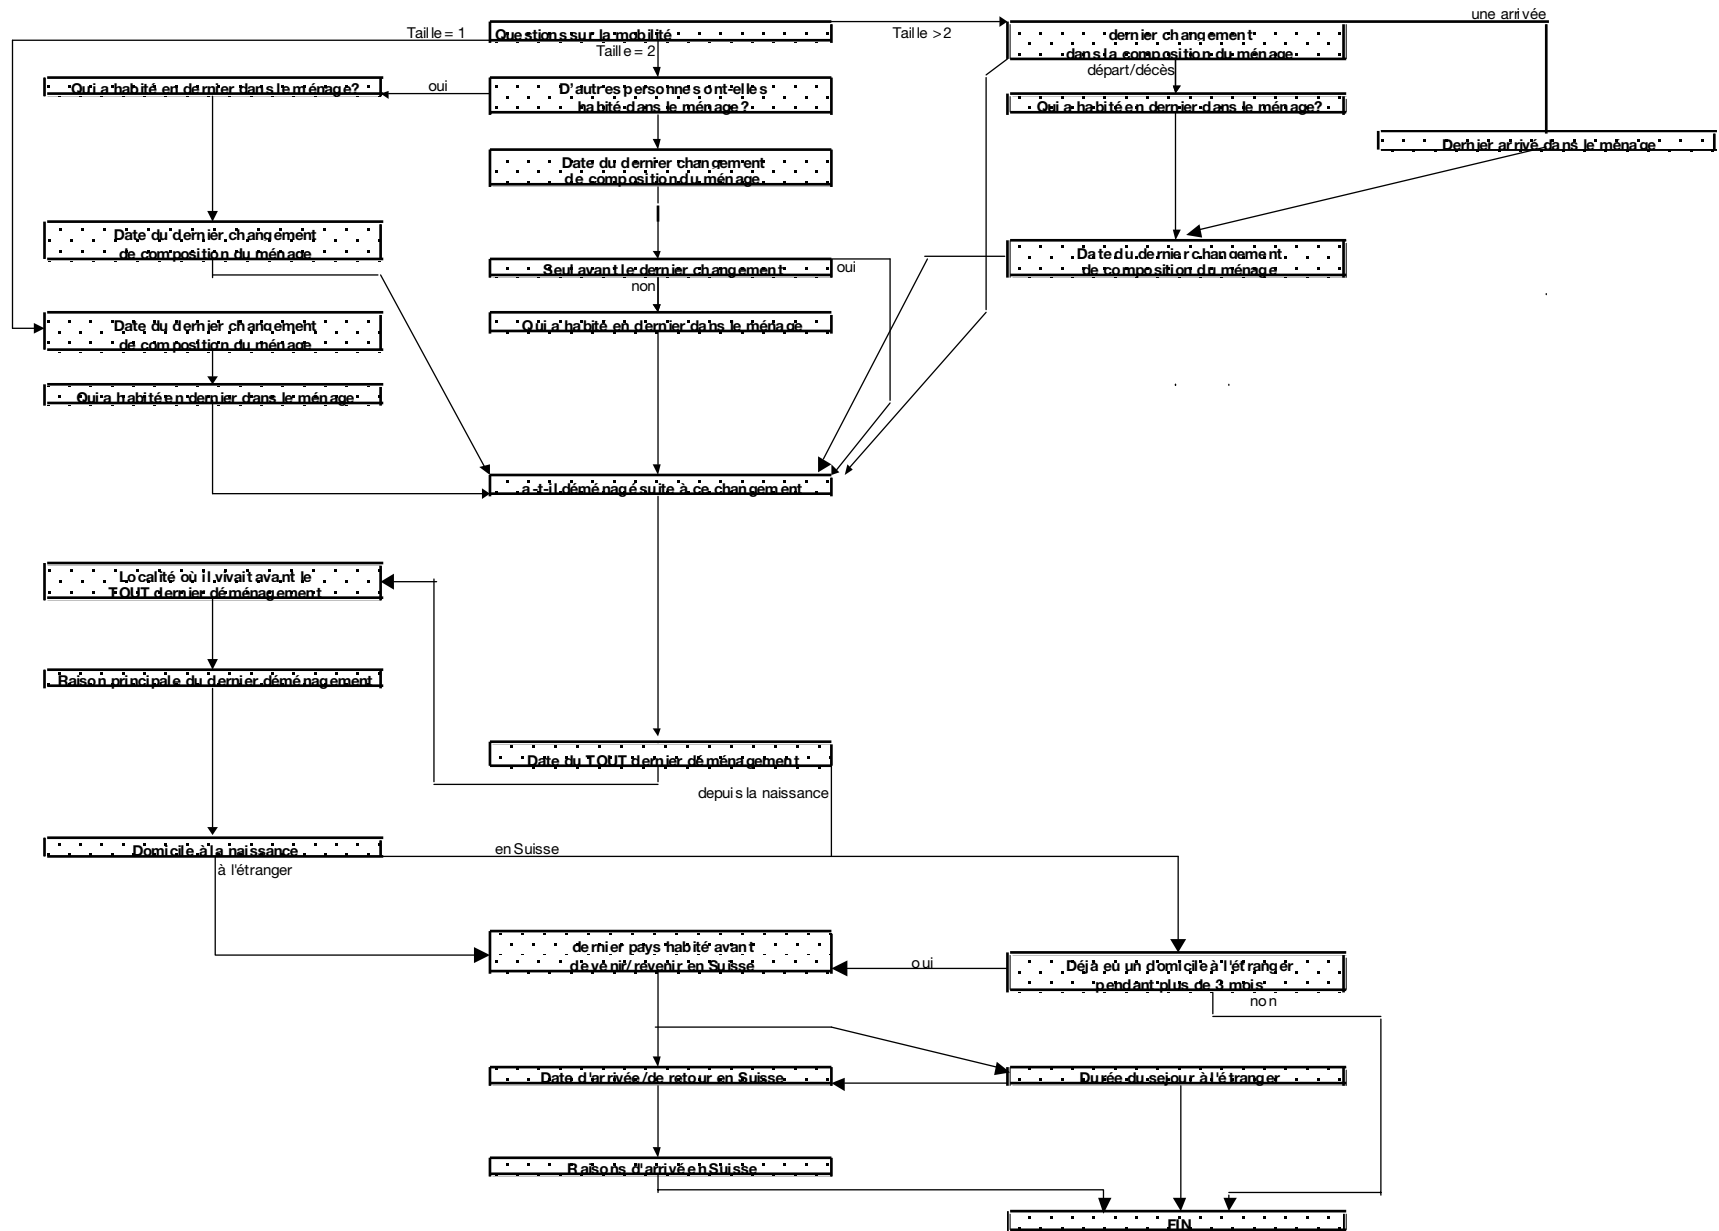 une arrivée
Taille = 1
Questions sur la mobilité
Taille >2
dernier changement
dans la composition du ménage
Taille = 2
départ/décès
Qui a habité en dernier dans le ménage?
oui
D'autres personnes ont-elles
habité dans le ménage ?
Qui a habité en dernier dans le ménage?
Dernier arrivé dans le ménage
Date du dernier changement
de composition du ménage
Date du dernier changement
de composition du ménage
Date du dernier changement
de composition du ménage
Seul avant le dernier changement
oui
non
Date du dernier changement
de composition du ménage
Qui a habité en dernier dans le ménage
Qui a habité en dernier dans le ménage
a -t-il déménagé suite à ce changement
Localité où il vivait avant le
TOUT dernier déménagement
Raison principale du dernier déménagement
Date du TOUT dernier déménagement
depuis la naissance
Domicile à la naissance
en Suisse
à l'étranger
dernier pays habité avant
de venir/revenir en Suisse
oui
Déjà eu un domicile à l'étranger
pendant plus de 3 mois
non
Date d'arrivée/de retour en Suisse
Durée du sejour à l'étranger
Raisons d'arrivé en Suisse
FIN